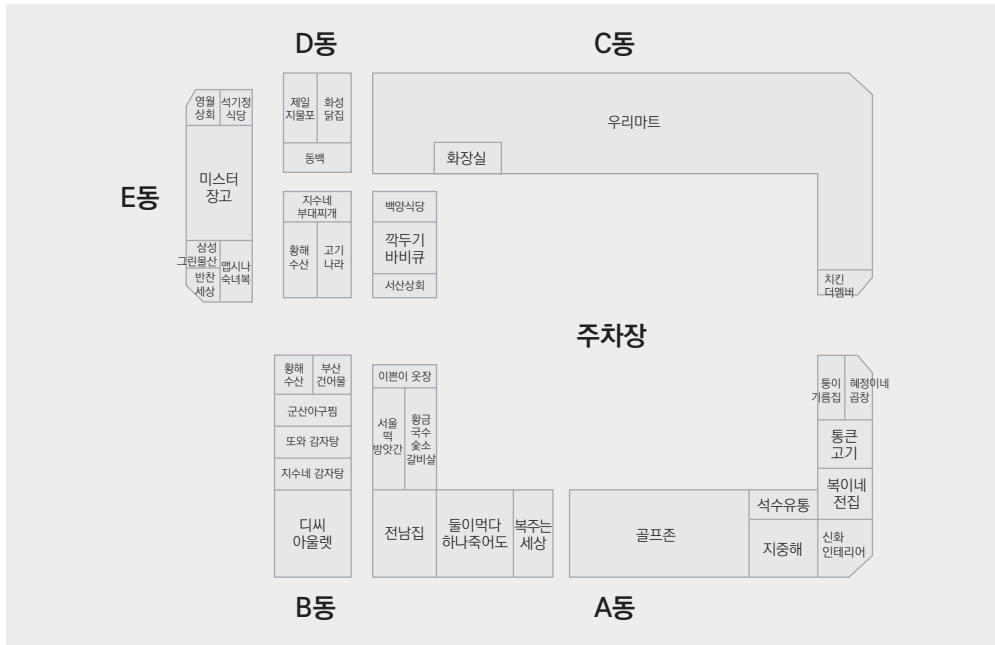 D동
C동
영월
상회
석기정
식당
미스터
장고
삼성
그린물산
반찬
세상
맵시나
숙녀복
E동
제일
지물포
화성
닭집
동백
지수네
부대찌개
황해
수산
고기
나라
우리마트
화장실
백양식당
깍두기
바비큐
서산상회
치킨
더멤버
주차장
황해
수산
부산
건어물
군산아구찜
또와 감자탕
지수네 감자탕
디씨
아울렛
이쁜이 옷장
서울
떡
방앗간
황금
국수
숯소
갈비살
전남집
둘이먹다
하나죽어도
복주는
세상
골프존
석수유통
지중해
통이
기름집
혜정이네
곱창
통큰
고기
복이네
전집
신화
인테리어
B동
A동